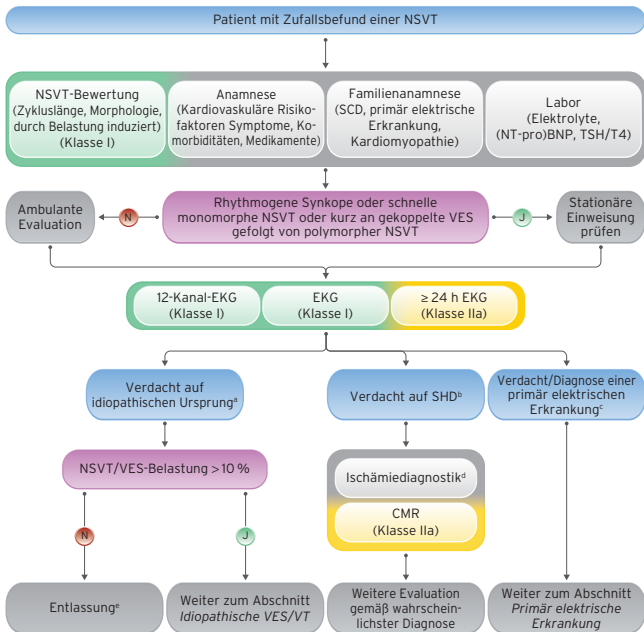 Patient mit Zufallsbefund einer NSVT
NSVT-Bewertung
(Zykluslänge, Morphologie,
durch Belastung induziert)
(Klasse I)
Anamnese
(Kardiovaskuläre Risiko-
faktoren Symptome, Ko-
morbiditäten, Medikamente)
Familienanamnese
(SCD, primär elektrische
Erkrankung,
Kardiomyopathie)
Labor
(Elektrolyte,
(NT-pro)BNP, TSH/T4)
Ambulante
Evaluation
N
Rhythmogene Synkope oder schnelle
monomorphe NSVT oder kurz an gekoppelte VES
gefolgt von polymorpher NSVT
J
Stationäre
Einweisung
prüfen
12-Kanal-EKG
(Klasse I)
EKG
(Klasse I)
≥ 24 h EKG
(Klasse IIa)
Verdacht auf
idiopathischen Ursprungᵃ
Verdacht auf SHDᵇ
Verdacht/Diagnose einer
primär elektrischen
Erkrankungᶜ
NSVT/VES-Belastung > 10 %
Ischämiediagnostikᵈ
CMR
(Klasse IIa)
N
J
Entlassungᵉ
Weiter zum Abschnitt
Idiopathische VES/VT
Weitere Evaluation
gemäß wahrschein-
lichster Diagnose
Weiter zum Abschnitt
Primär elektrische
Erkrankung